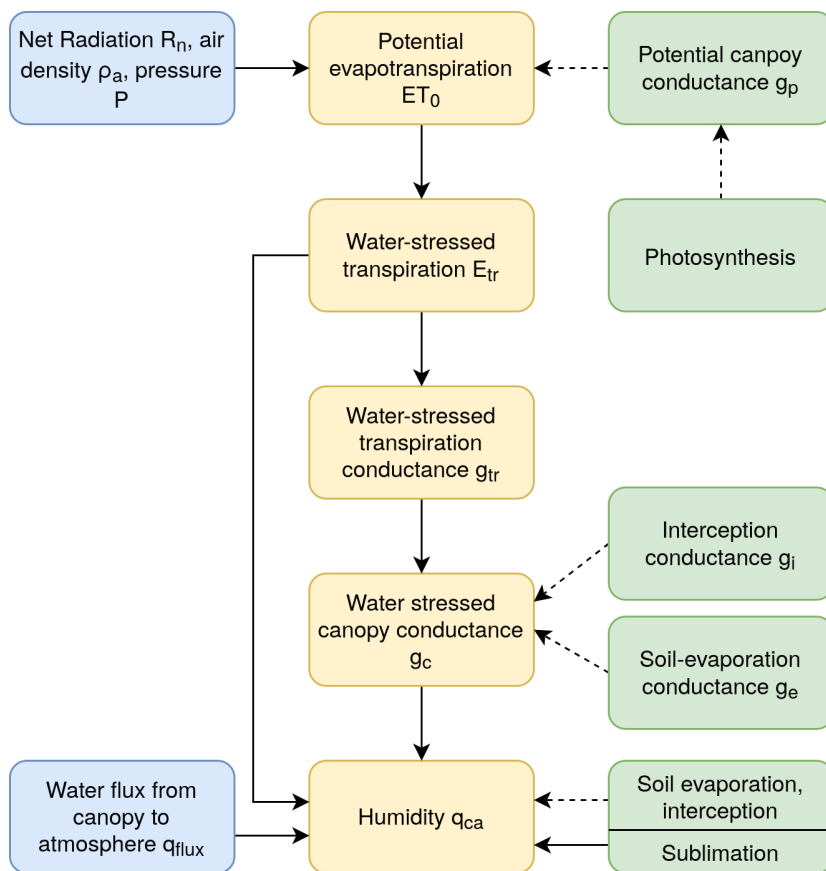 Net Radiation Rn, air
density ρa, pressure
P
Potential
evapotranspiration
ET0
Potential canpoy
conductance gp
Water-stressed
transpiration Etr
Photosynthesis
Water-stressed
transpiration
conductance gtr
Interception
conductance gi
Water stressed
canopy conductance
gc
Soil-evaporation
conductance ge
Water flux from
canopy to
atmosphere qflux
Humidity qca
Soil evaporation,
interception
Sublimation